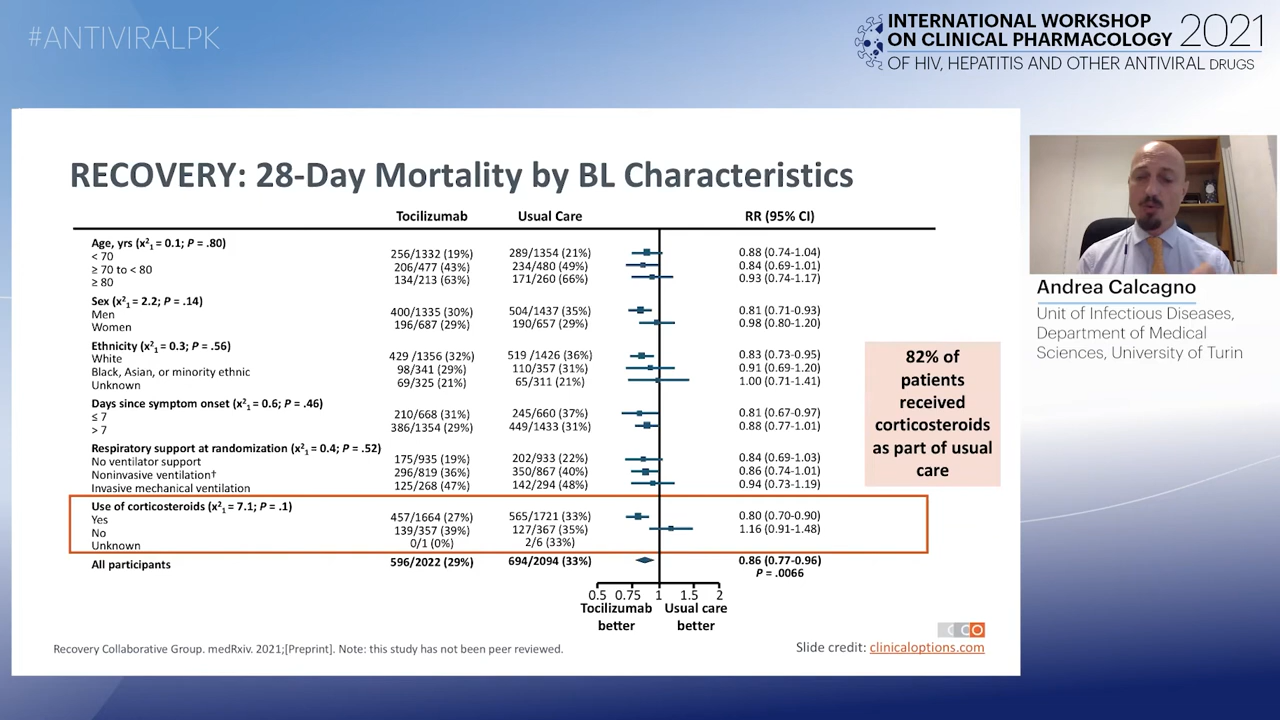 #ANTIVIRALPK
INTERNATIONAL WORKSHOP
ON CLINICAL PHARMACOLOGY 2021
OF HIV, HEPATITIS AND OTHER ANTIVIRAL DRUGS
RECOVERY: 28-Day Mortality by BL Characteristics
Tocilizumab Usual Care RR (95% CI)
Age, yrs (x²₁ = 0.1; P = .80)
< 70 256/1332 (19%) 289/1354 (21%) 0.88 (0.74-1.04)
≥ 70 to < 80 206/477 (43%) 234/480 (49%) 0.84 (0.69-1.01)
≥ 80 134/213 (63%) 171/260 (66%) 0.93 (0.74-1.17)
Sex (x²₁ = 2.2; P = .14)
Men 400/1335 (30%) 504/1437 (35%) 0.81 (0.71-0.93)
Women 196/687 (29%) 190/657 (29%) 0.98 (0.80-1.20)
Ethnicity (x²₁ = 0.3; P = .56)
White 429 /1356 (32%) 519 /1426 (36%) 0.83 (0.73-0.95)
Black, Asian, or minority ethnic 98/341 (29%) 110/357 (31%) 0.91 (0.69-1.20)
Unknown 69/325 (21%) 65/311 (21%) 1.00 (0.71-1.41)
Days since symptom onset (x²₁ = 0.6; P = .46)
≤ 7 210/668 (31%) 245/660 (37%) 0.81 (0.67-0.97)
> 7 386/1354 (29%) 449/1433 (31%) 0.88 (0.77-1.01)
Respiratory support at randomization (x²₁ = 0.4; P = .52)
No ventilator support 175/935 (19%) 202/933 (22%) 0.84 (0.69-1.03)
Noninvasive ventilation† 296/819 (36%) 350/867 (40%) 0.86 (0.74-1.01)
Invasive mechanical ventilation 125/268 (47%) 142/294 (48%) 0.94 (0.73-1.19)
Use of corticosteroids (x²₁ = 7.1; P = .1)
Yes 457/1664 (27%) 565/1721 (33%) 0.80 (0.70-0.90)
No 139/357 (39%) 127/367 (35%) 1.16 (0.91-1.48)
Unknown 0/1 (0%) 2/6 (33%)
All participants 596/2022 (29%) 694/2094 (33%) 0.86 (0.77-0.96)
P = .0066
0.5 0.75 1 1.5 2
Tocilizumab Usual care
better better
82% of
patients
received
corticosteroids
as part of usual
care
CCO
Recovery Collaborative Group. medRxiv. 2021;[Preprint]. Note: this study has not been peer reviewed.
Slide credit: clinicaloptions.com
Andrea Calcagno
Unit of Infectious Diseases,
Department of Medical
Sciences, University of Turin